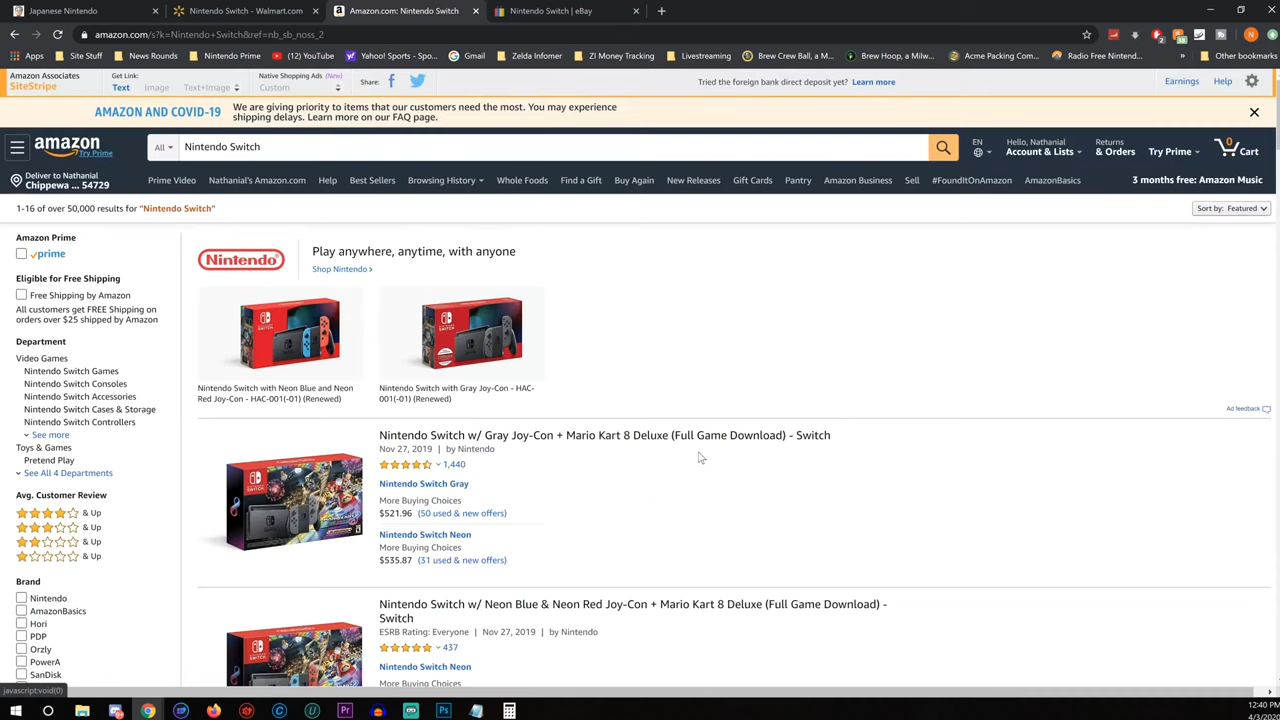 Japanese Nintendo
Nintendo Switch - Walmart.com
Amazon.com: Nintendo Switch
Nintendo Switch | eBay
amazon.com/s?k=Nintendo+Switch&ref=nb_sb_noss_2
Apps
Site Stuff
News Rounds
Nintendo Prime
(12) YouTube
Yahoo! Sports - Spo...
Gmail
Zelda Informer
ZI Money Tracking
Livestreaming
Brew Crew Ball, a M...
Brew Hoop, a Milw...
Acme Packing Com...
Radio Free Nintend...
Other bookmarks
Amazon Associates
SiteStripe
Get Link:
Text
Image
Text+Image
Native Shopping Ads (New)
Custom
Share:
Tried the foreign bank direct deposit yet? Learn more
Earnings
Help
AMAZON AND COVID-19
We are giving priority to items that our customers need the most. You may experience
shipping delays. Learn more on our FAQ page.
amazon
Try Prime
All
Nintendo Switch
EN
Hello, Nathanial
Account & Lists
Returns
& Orders
Try Prime
0
Cart
Deliver to Nathanial
Chippewa ... 54729
Prime Video
Nathanial's Amazon.com
Help
Best Sellers
Browsing History
Whole Foods
Find a Gift
Buy Again
New Releases
Gift Cards
Pantry
Amazon Business
Sell
#FoundItOnAmazon
AmazonBasics
3 months free: Amazon Music
1-16 of over 50,000 results for "Nintendo Switch"
Sort by: Featured
Amazon Prime
prime
Eligible for Free Shipping
Free Shipping by Amazon
All customers get FREE Shipping on
orders over $25 shipped by Amazon
Department
Video Games
Nintendo Switch Games
Nintendo Switch Consoles
Nintendo Switch Accessories
Nintendo Switch Cases & Storage
Nintendo Switch Controllers
See more
Toys & Games
Pretend Play
See All 4 Departments
Avg. Customer Review
& Up
& Up
& Up
& Up
Brand
Nintendo
AmazonBasics
Hori
PDP
Orzly
PowerA
SanDisk
javascript:void(0)
Nintendo
Play anywhere, anytime, with anyone
Shop Nintendo ›
Nintendo Switch with Neon Blue and Neon
Red Joy-Con - HAC-001(-01) (Renewed)
Nintendo Switch with Gray Joy-Con - HAC-
001(-01) (Renewed)
Ad feedback
Nintendo Switch w/ Gray Joy-Con + Mario Kart 8 Deluxe (Full Game Download) - Switch
Nov 27, 2019 | by Nintendo
1,440
Nintendo Switch Gray
More Buying Choices
$521.96 (50 used & new offers)
Nintendo Switch Neon
More Buying Choices
$535.87 (31 used & new offers)
Nintendo Switch w/ Neon Blue & Neon Red Joy-Con + Mario Kart 8 Deluxe (Full Game Download) -
Switch
ESRB Rating: Everyone | Nov 27, 2019 | by Nintendo
437
Nintendo Switch Neon
More Buying Choices
12:40 PM